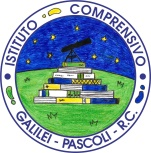 ISTITUTO COMPRENSIVO
GALILEI - PASCOLI - R.C.